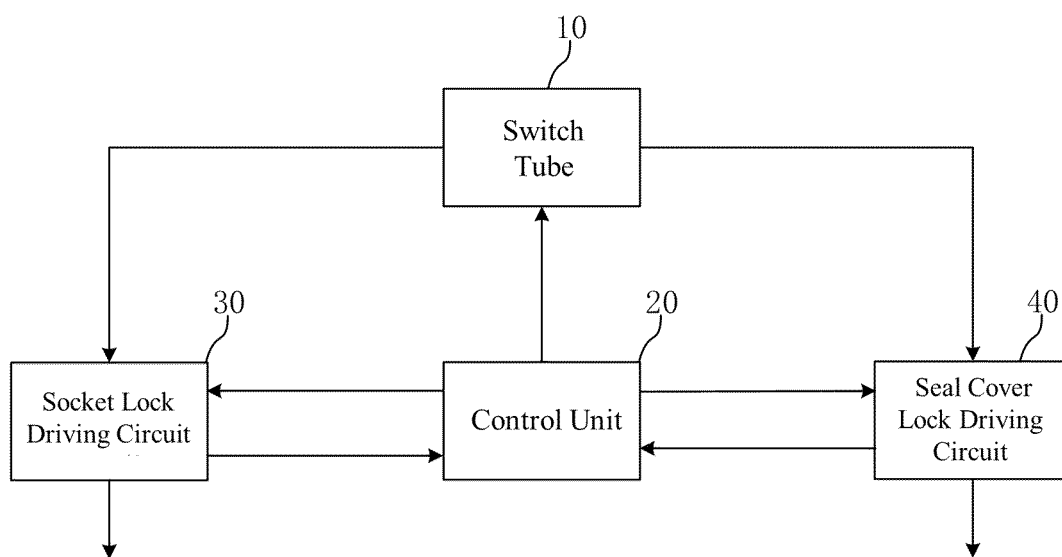 10
Switch
Tube
30
20
40
Socket Lock
Driving Circuit
Control Unit
Seal Cover
Lock Driving
Circuit